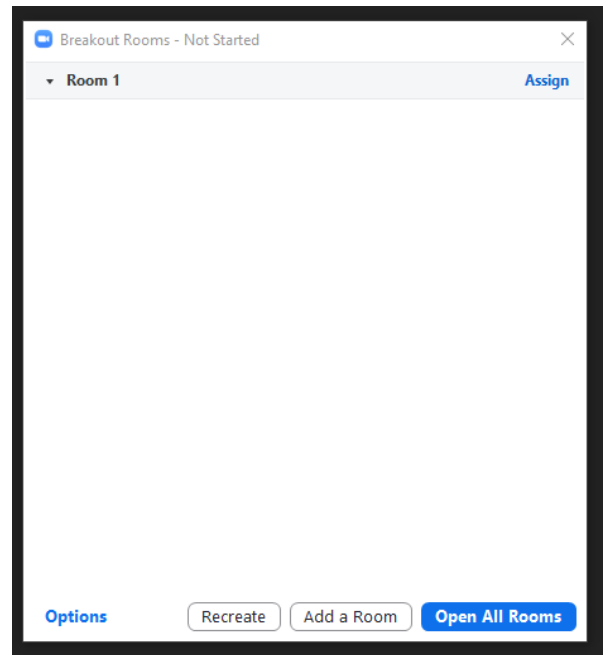 Breakout Rooms - Not Started
Room 1 Assign
Options Recreate Add a Room Open All Rooms